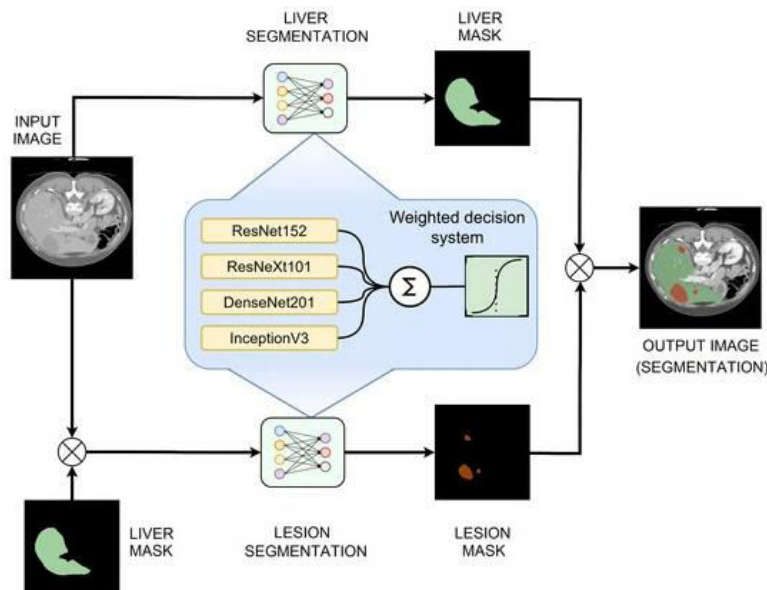 LIVER
SEGMENTATION
LIVER
MASK
INPUT
IMAGE
Weighted decision
system
ResNet152
ResNeXt101
DenseNet201
InceptionV3
Σ
OUTPUT IMAGE
(SEGMENTATION)
LIVER
MASK
LESION
SEGMENTATION
LESION
MASK